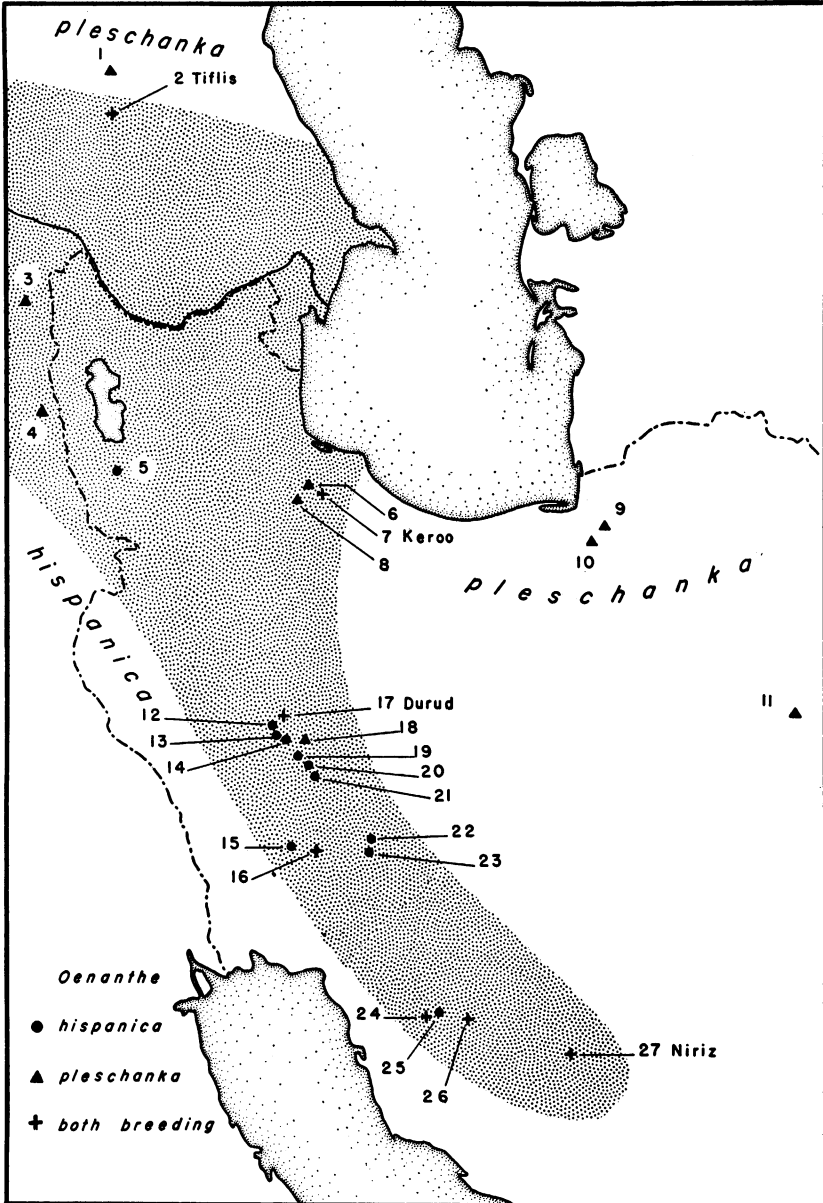 pleschanka
1
2 Tiflis
3
4
5
6
7 Keroo
8
9
10
pleschanka
hispanica
11
17 Durud
12
18
13
14
19
20
21
22
15
23
16
Oenanthe
hispanica
pleschanka
both breeding
24
25
26
27 Niriz